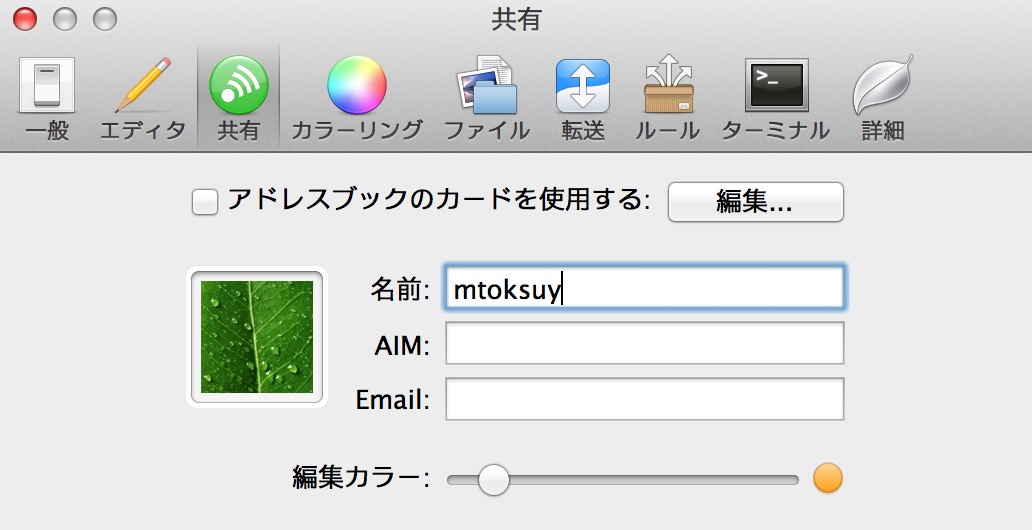 共有
一般 エディタ 共有 カラーリング ファイル 転送 ルール ターミナル 詳細
>_
アドレスブックのカードを使用する: 編集...
名前: mtoksuy
AIM:
Email:
編集カラー: